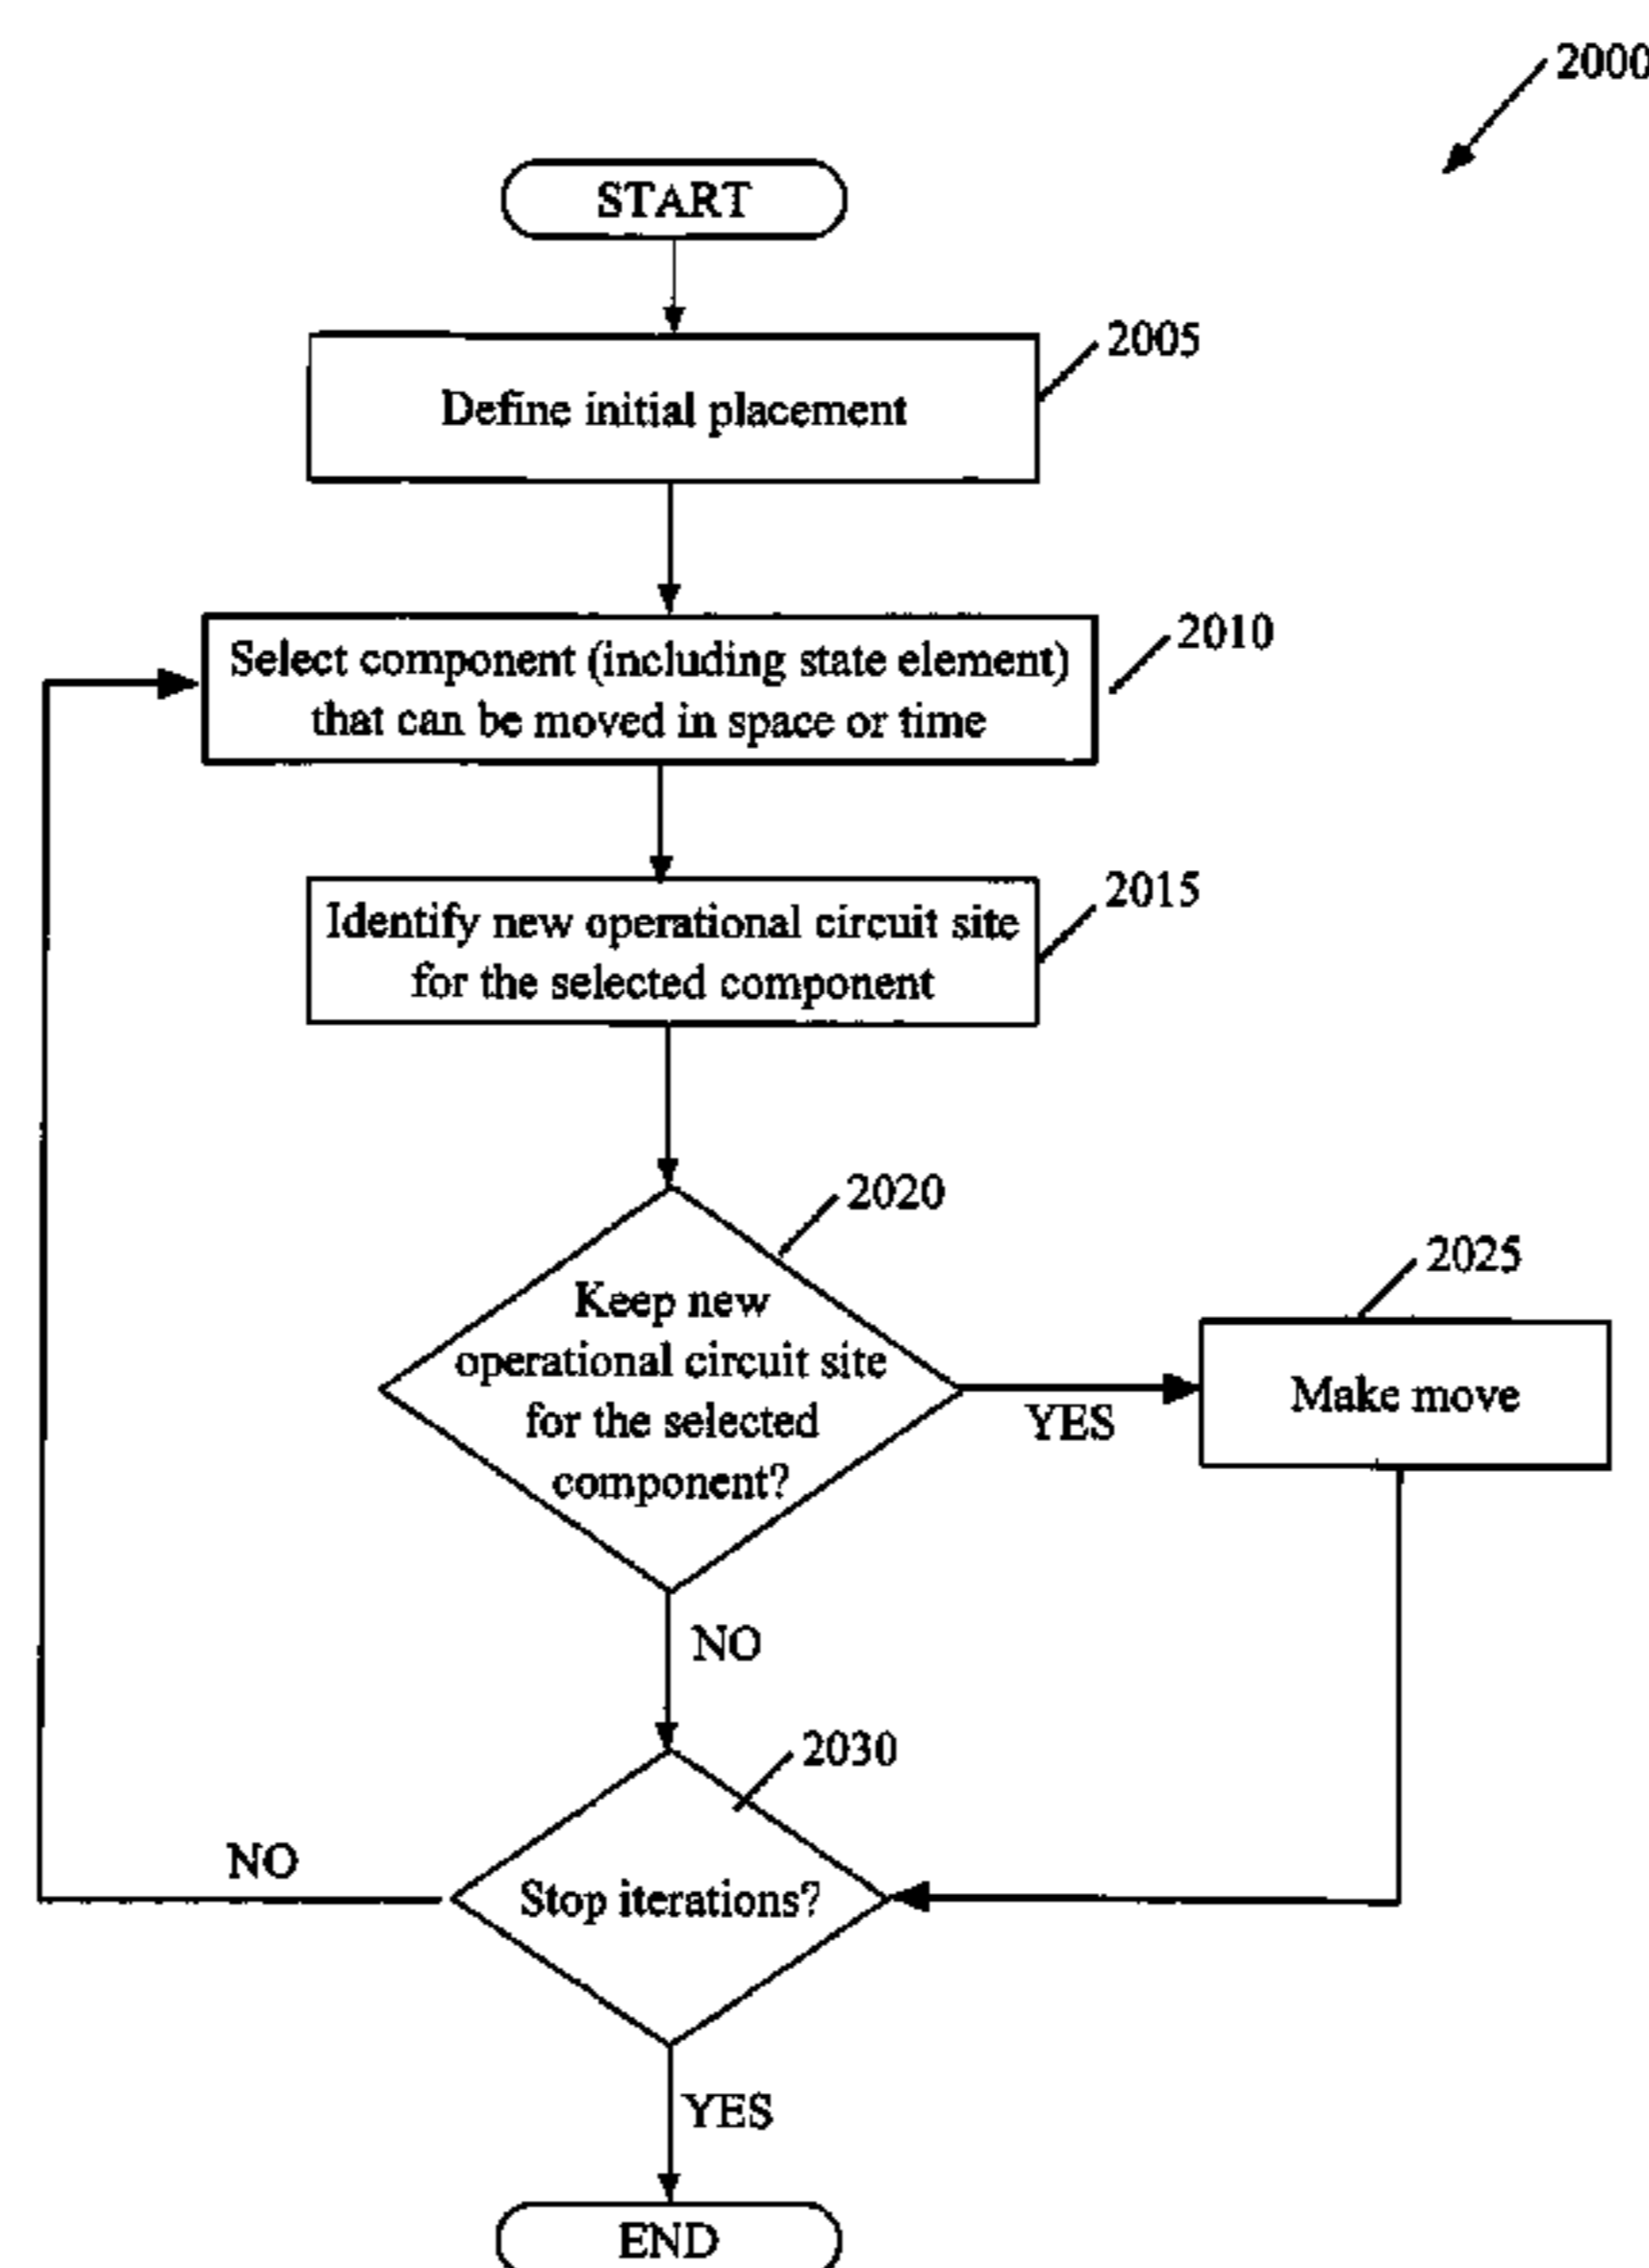 2000
START
2005
Define initial placement
2010
Select component (including state element)
that can be moved in space or time
2015
Identify new operational circuit site
for the selected component
2020
Keep new
operational circuit site
for the selected
component?
2025
Make move
YES
NO
2030
Stop iterations?
NO
YES
END